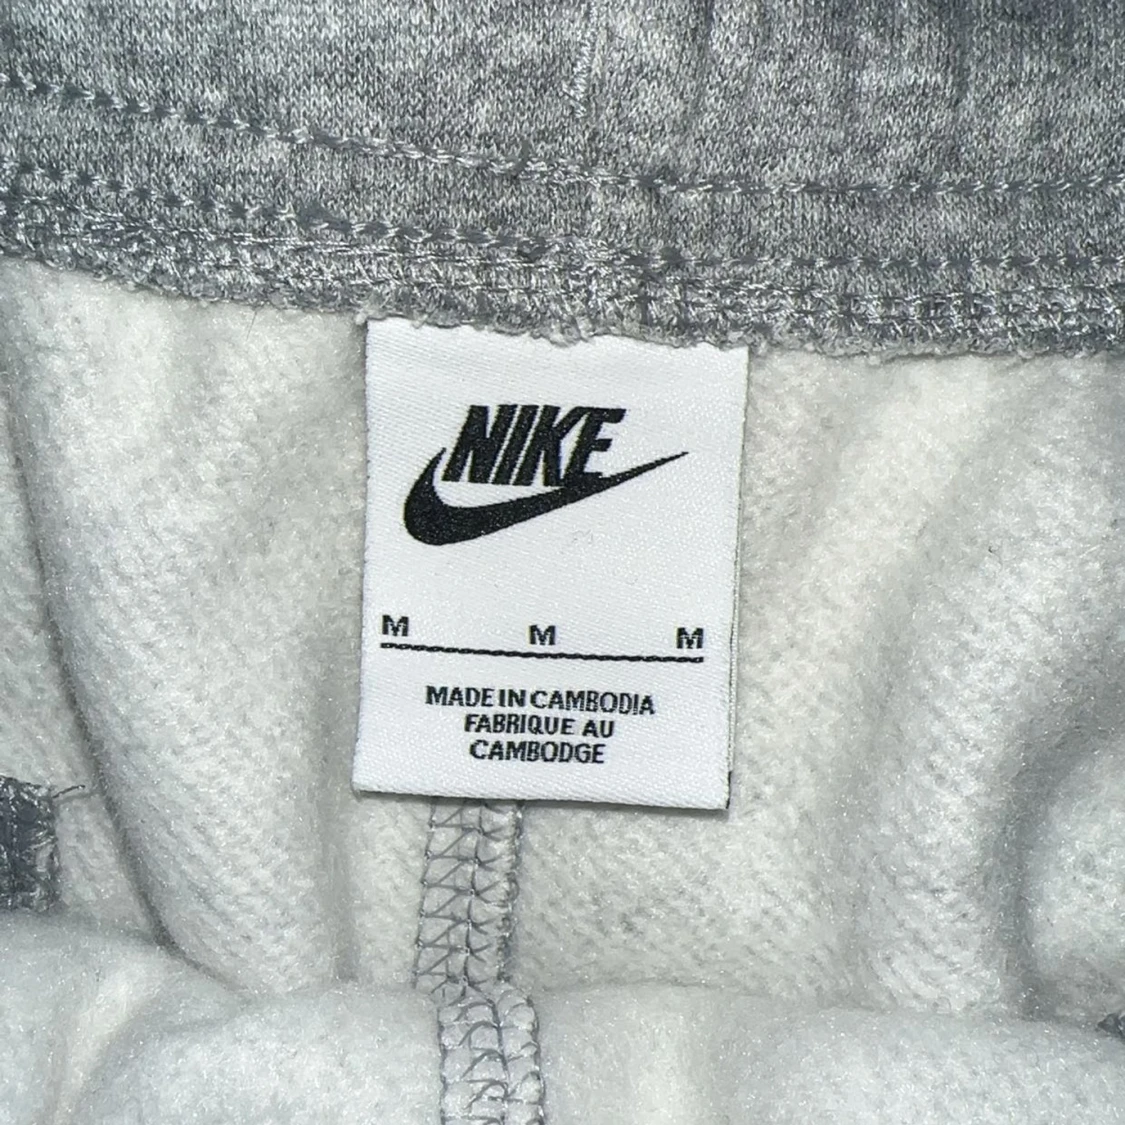 NIKE
M M M
MADE IN CAMBODIA
FABRIQUE AU
CAMBODGE